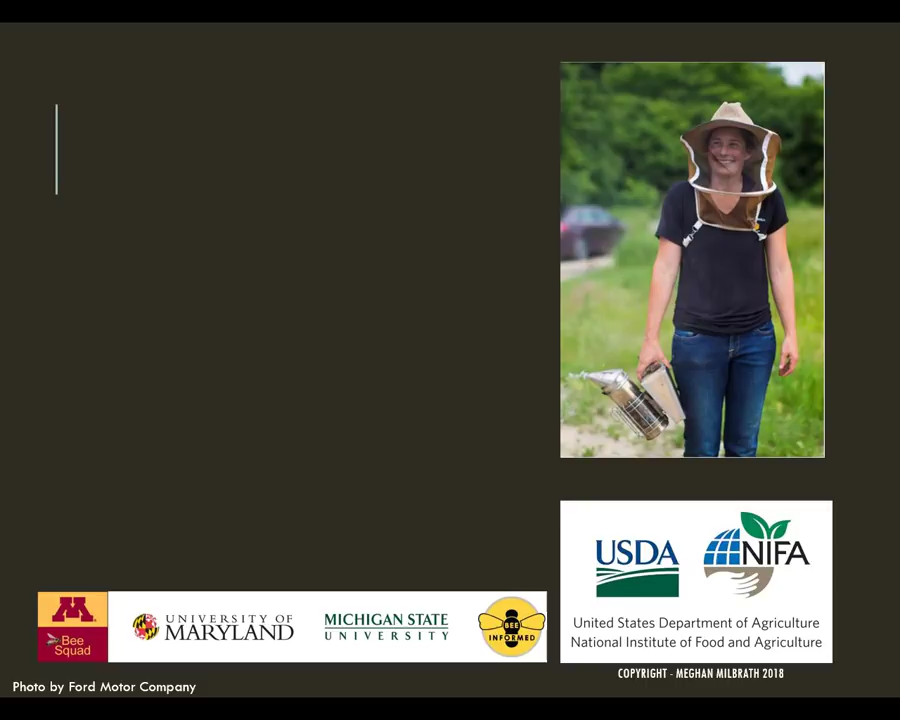 M
Bee
Squad
UNIVERSITY OF
MARYLAND
MICHIGAN STATE
UNIVERSITY
BEE
INFORMED
USDA
NIFA
United States Department of Agriculture
National Institute of Food and Agriculture
COPYRIGHT - MEGHAN MILBRATH 2018
Photo by Ford Motor Company